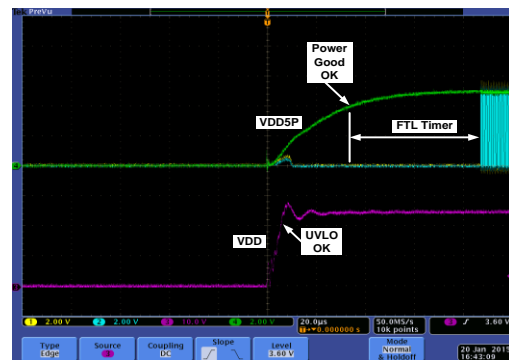 PreVu
Power
Good
OK
VDD5P
FTL Timer
VDD
UVLO
OK
1 2.00 V 2 2.00 V 3 10.0 V 4 2.00 V 20.0µs 50.0MS/s 3 3.60 V
0.000000 s 10k points
Type Source Coupling Slope Level Mode
Edge 3 DC 3.60 V Normal
& Holdoff
20 Jan 2015
16:43:09